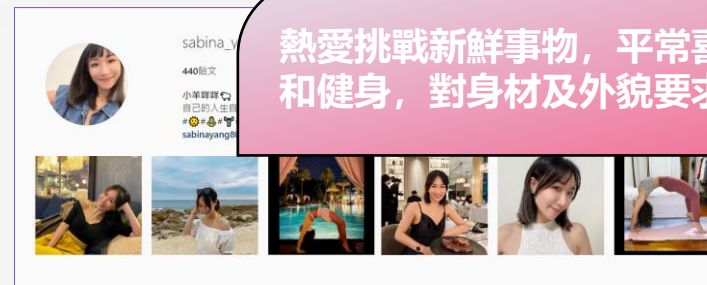 sabina_y
熱愛挑戰新鮮事物，平常喜
和健身，對身材及外貌要求
440貼文
小羊咩咩🐑
自己的人生自
#🌞#💩#🏋